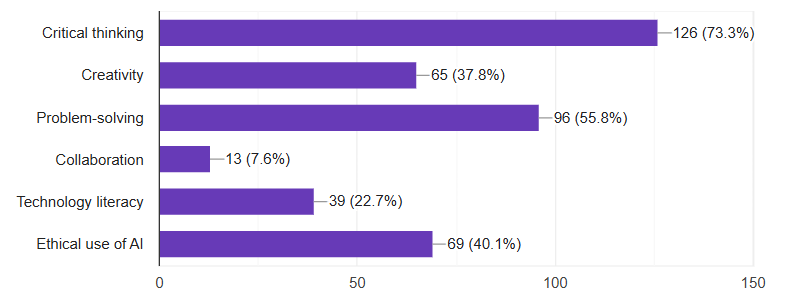 Critical thinking 126 (73.3%)
Creativity 65 (37.8%)
Problem-solving 96 (55.8%)
Collaboration 13 (7.6%)
Technology literacy 39 (22.7%)
Ethical use of AI 69 (40.1%)
0 50 100 150